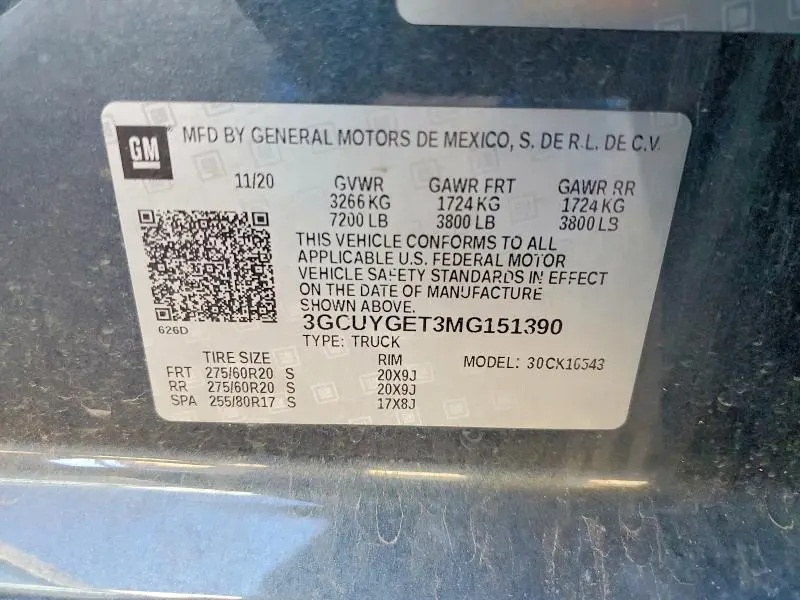 GM
MFD BY GENERAL MOTORS DE MEXICO, S. DE R.L. DE C.V.
11/20 GVWR GAWR FRT GAWR RR
3266 KG 1724 KG 1724 KG
7200 LB 3800 LB 3800 LB
THIS VEHICLE CONFORMS TO ALL
APPLICABLE U.S. FEDERAL MOTOR
VEHICLE SAFETY STANDARDS IN EFFECT
ON THE DATE OF MANUFACTURE
SHOWN ABOVE.
626D
3GCUYGET3MG151390
TYPE: TRUCK
TIRE SIZE RIM MODEL: 30CK10543
FRT 275/60R20 S 20X9J
RR 275/60R20 S 20X9J
SPA 255/80R17 S 17X8J